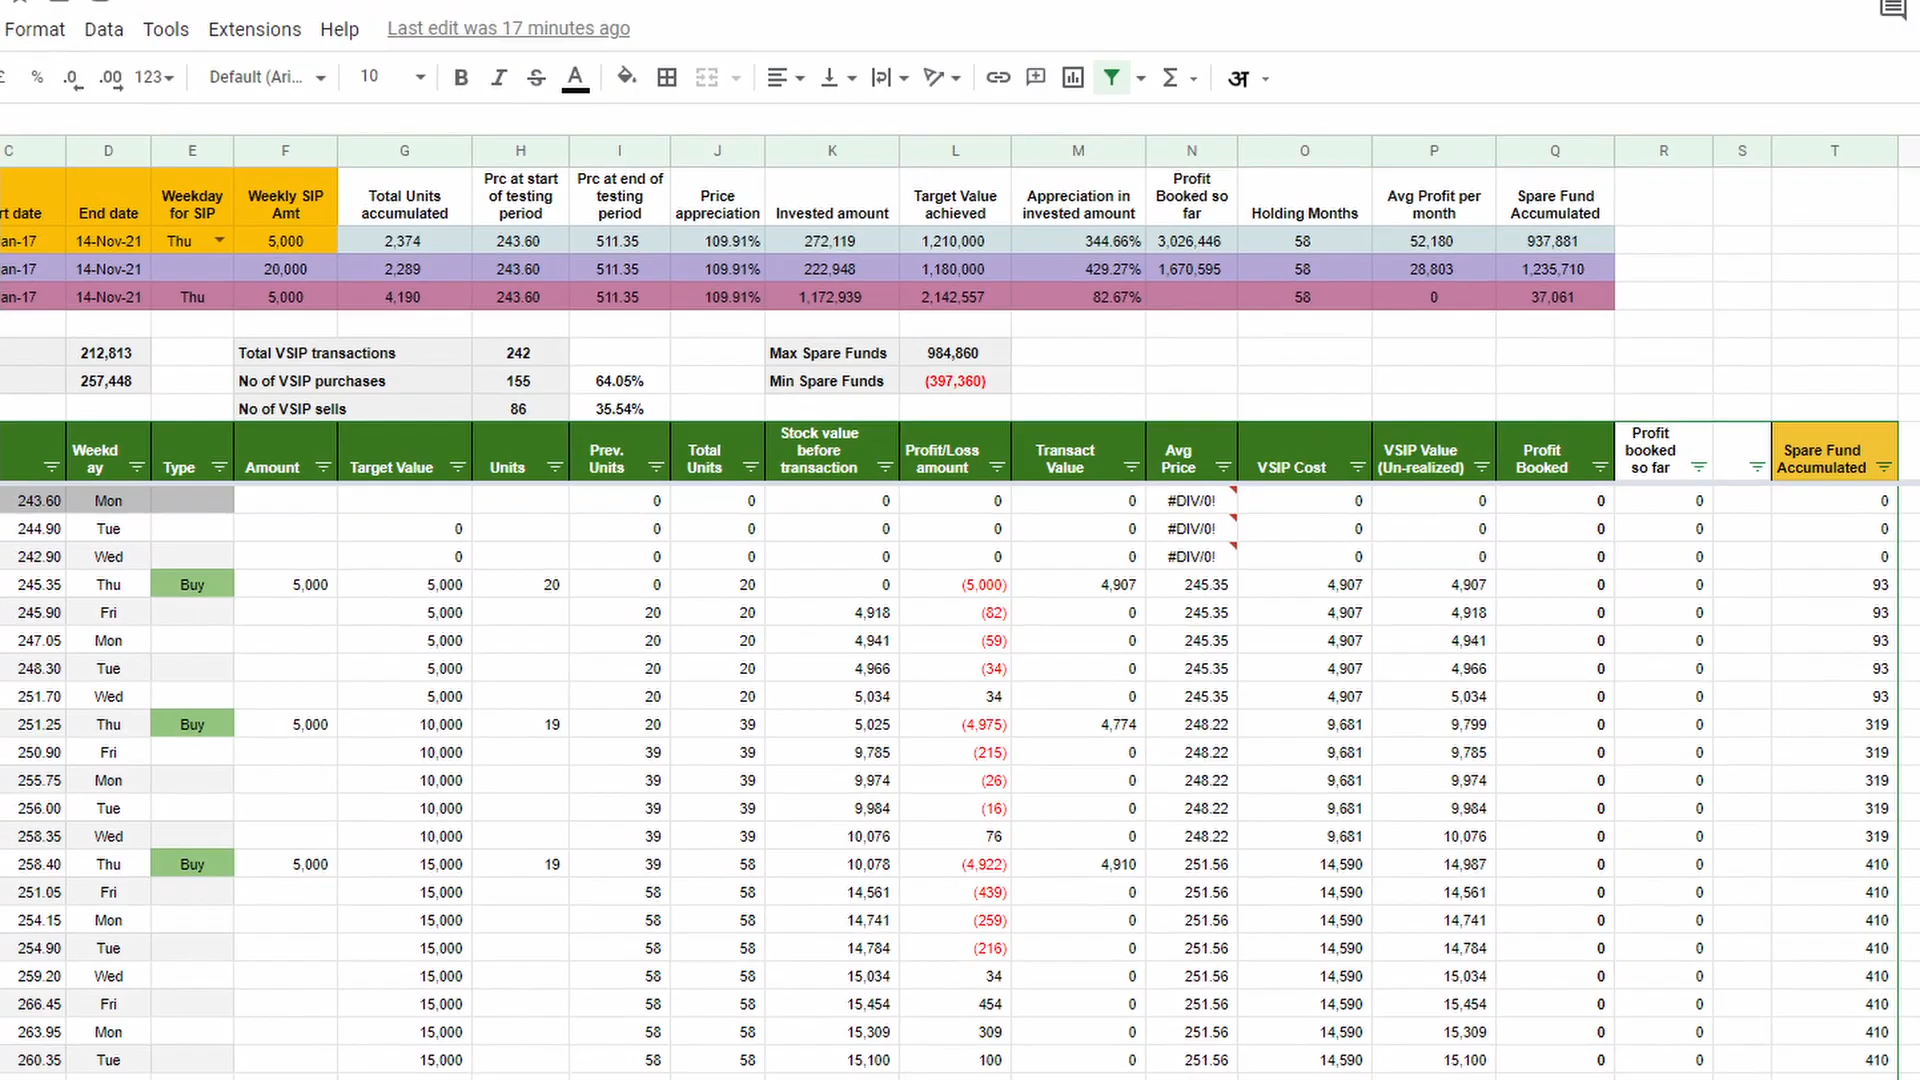 Format Data Tools Extensions Help Last edit was 17 minutes ago
% .0 .00 123 Default (Ari... 10 B I S A Σ अ
C D E F G H I J K L M N O P Q R S T
rt date End date Weekday for SIP Weekly SIP Amt Total Units accumulated Prc at start of testing period Prc at end of testing period Price appreciation Invested amount Target Value achieved Appreciation in invested amount Profit Booked so far Holding Months Avg Profit per month Spare Fund Accumulated
an-17 14-Nov-21 Thu 5,000 2,374 243.60 511.35 109.91% 272,119 1,210,000 344.66% 3,026,446 58 52,180 937,881
an-17 14-Nov-21 20,000 2,289 243.60 511.35 109.91% 222,948 1,180,000 429.27% 1,670,595 58 28,803 1,235,710
an-17 14-Nov-21 Thu 5,000 4,190 243.60 511.35 109.91% 1,172,939 2,142,557 82.67% 58 0 37,061
212,813 Total VSIP transactions 242 Max Spare Funds 984,860
257,448 No of VSIP purchases 155 64.05% Min Spare Funds (397,360)
No of VSIP sells 86 35.54%
Weekd ay Type Amount Target Value Units Prev. Units Total Units Stock value before transaction Profit/Loss amount Transact Value Avg Price VSIP Cost VSIP Value (Un-realized) Profit Booked Profit booked so far Spare Fund Accumulated
243.60 Mon 0 0 0 0 0 #DIV/0! 0 0 0 0 0
244.90 Tue 0 0 0 0 0 0 #DIV/0! 0 0 0 0 0
242.90 Wed 0 0 0 0 0 0 #DIV/0! 0 0 0 0 0
245.35 Thu Buy 5,000 5,000 20 0 20 0 (5,000) 4,907 245.35 4,907 4,907 0 0 93
245.90 Fri 5,000 20 20 4,918 (82) 0 245.35 4,907 4,918 0 0 93
247.05 Mon 5,000 20 20 4,941 (59) 0 245.35 4,907 4,941 0 0 93
248.30 Tue 5,000 20 20 4,966 (34) 0 245.35 4,907 4,966 0 0 93
251.70 Wed 5,000 20 20 5,034 34 0 245.35 4,907 5,034 0 0 93
251.25 Thu Buy 5,000 10,000 19 20 39 5,025 (4,975) 4,774 248.22 9,681 9,799 0 0 319
250.90 Fri 10,000 39 39 9,785 (215) 0 248.22 9,681 9,785 0 0 319
255.75 Mon 10,000 39 39 9,974 (26) 0 248.22 9,681 9,974 0 0 319
256.00 Tue 10,000 39 39 9,984 (16) 0 248.22 9,681 9,984 0 0 319
258.35 Wed 10,000 39 39 10,076 76 0 248.22 9,681 10,076 0 0 319
258.40 Thu Buy 5,000 15,000 19 39 58 10,078 (4,922) 4,910 251.56 14,590 14,987 0 0 410
251.05 Fri 15,000 58 58 14,561 (439) 0 251.56 14,590 14,561 0 0 410
254.15 Mon 15,000 58 58 14,741 (259) 0 251.56 14,590 14,741 0 0 410
254.90 Tue 15,000 58 58 14,784 (216) 0 251.56 14,590 14,784 0 0 410
259.20 Wed 15,000 58 58 15,034 34 0 251.56 14,590 15,034 0 0 410
266.45 Fri 15,000 58 58 15,454 454 0 251.56 14,590 15,454 0 0 410
263.95 Mon 15,000 58 58 15,309 309 0 251.56 14,590 15,309 0 0 410
260.35 Tue 15,000 58 58 15,100 100 0 251.56 14,590 15,100 0 0 410